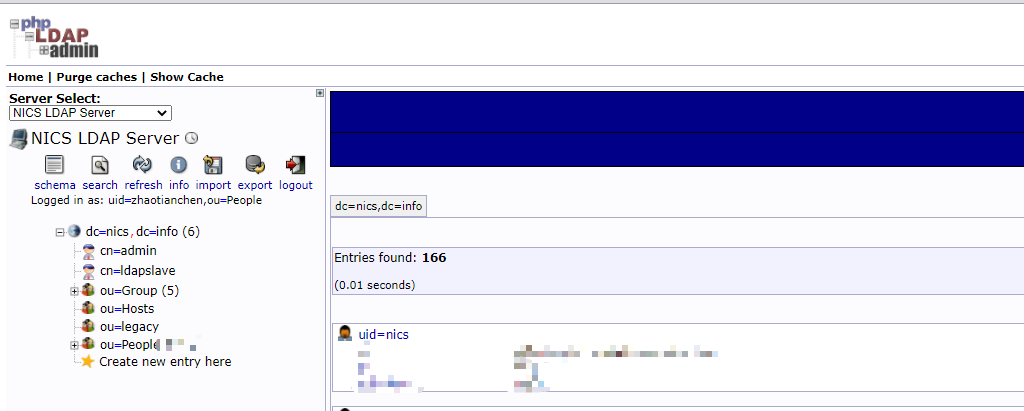 php
LDAP
admin
Home | Purge caches | Show Cache
Server Select:
NICS LDAP Server
NICS LDAP Server
schema search refresh info import export logout
Logged in as: uid=zhaotianchen,ou=People
dc=nics,dc=info (6)
cn=admin
cn=ldapslave
ou=Group (5)
ou=Hosts
ou=legacy
ou=People
Create new entry here
dc=nics,dc=info
Entries found: 166
(0.01 seconds)
uid=nics